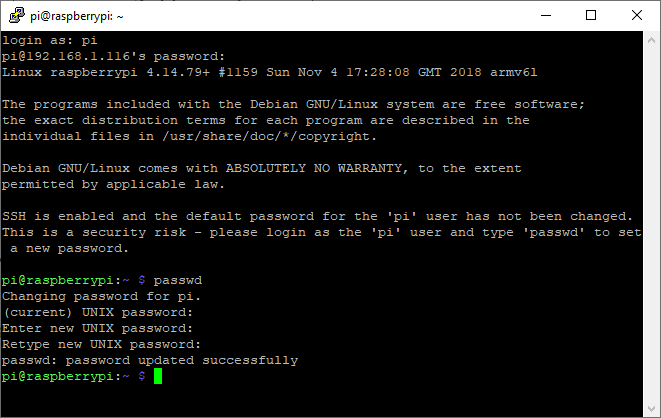 pi@raspberrypi: ~
login as: pi
pi@192.168.1.116's password:
Linux raspberrypi 4.14.79+ #1159 Sun Nov 4 17:28:08 GMT 2018 armv6l
The programs included with the Debian GNU/Linux system are free software;
the exact distribution terms for each program are described in the
individual files in /usr/share/doc/*/copyright.
Debian GNU/Linux comes with ABSOLUTELY NO WARRANTY, to the extent
permitted by applicable law.
SSH is enabled and the default password for the 'pi' user has not been changed.
This is a security risk - please login as the 'pi' user and type 'passwd' to set
a new password.
pi@raspberrypi:~ $ passwd
Changing password for pi.
(current) UNIX password:
Enter new UNIX password:
Retype new UNIX password:
passwd: password updated successfully
pi@raspberrypi:~ $